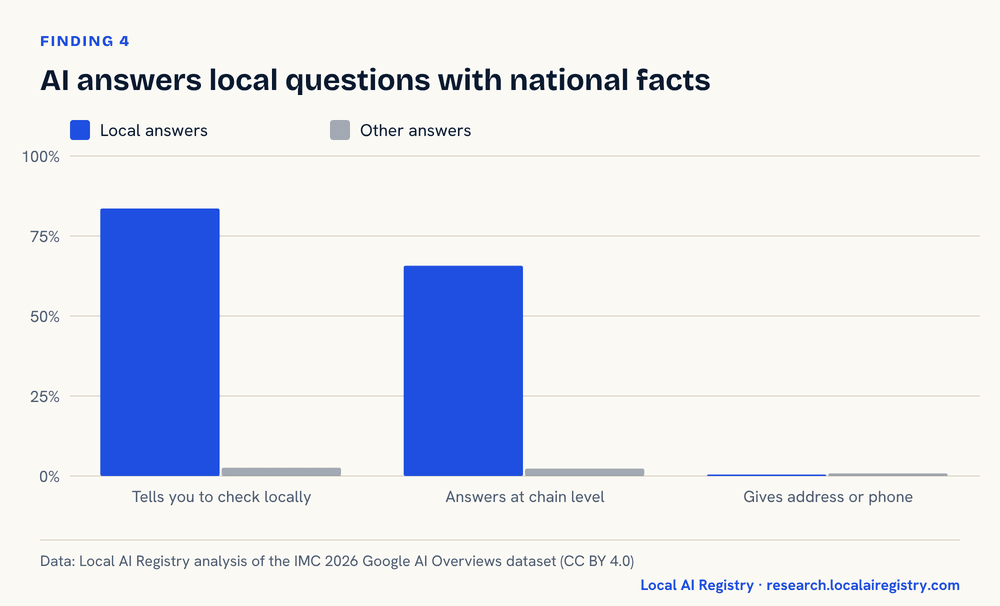 FINDING 4
AI answers local questions with national facts
Local answers
Other answers
100%
75%
50%
25%
0%
Tells you to check locally
Answers at chain level
Gives address or phone
Data: Local AI Registry analysis of the IMC 2026 Google AI Overviews dataset (CC BY 4.0)
Local AI Registry · research.localairegistry.com